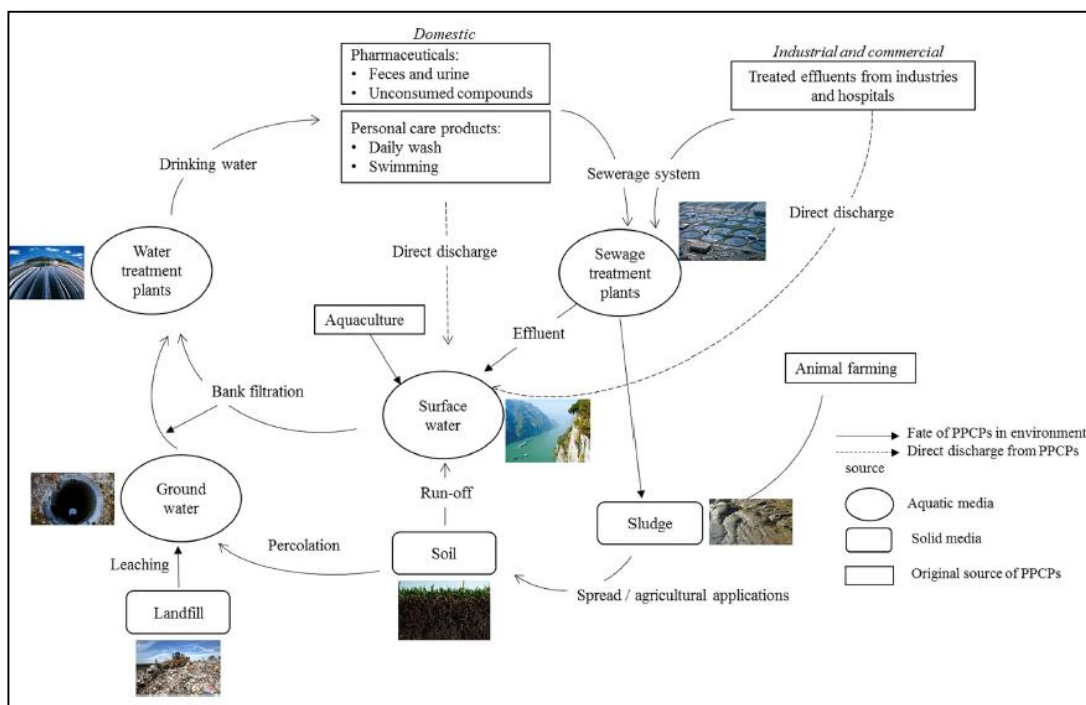 Domestic
Pharmaceuticals:
• Feces and urine
• Unconsumed compounds
Personal care products:
• Daily wash
• Swimming
Industrial and commercial
Treated effluents from industries
and hospitals
Drinking water
Sewerage system
Direct discharge
Direct discharge
Water
treatment
plants
Sewage
treatment
plants
Aquaculture
Effluent
Animal farming
Bank filtration
Surface
water
Ground
water
Run-off
Sludge
Percolation
Soil
Leaching
Landfill
Spread / agricultural applications
Fate of PPCPs in environment
Direct discharge from PPCPs
source
Aquatic media
Solid media
Original source of PPCPs